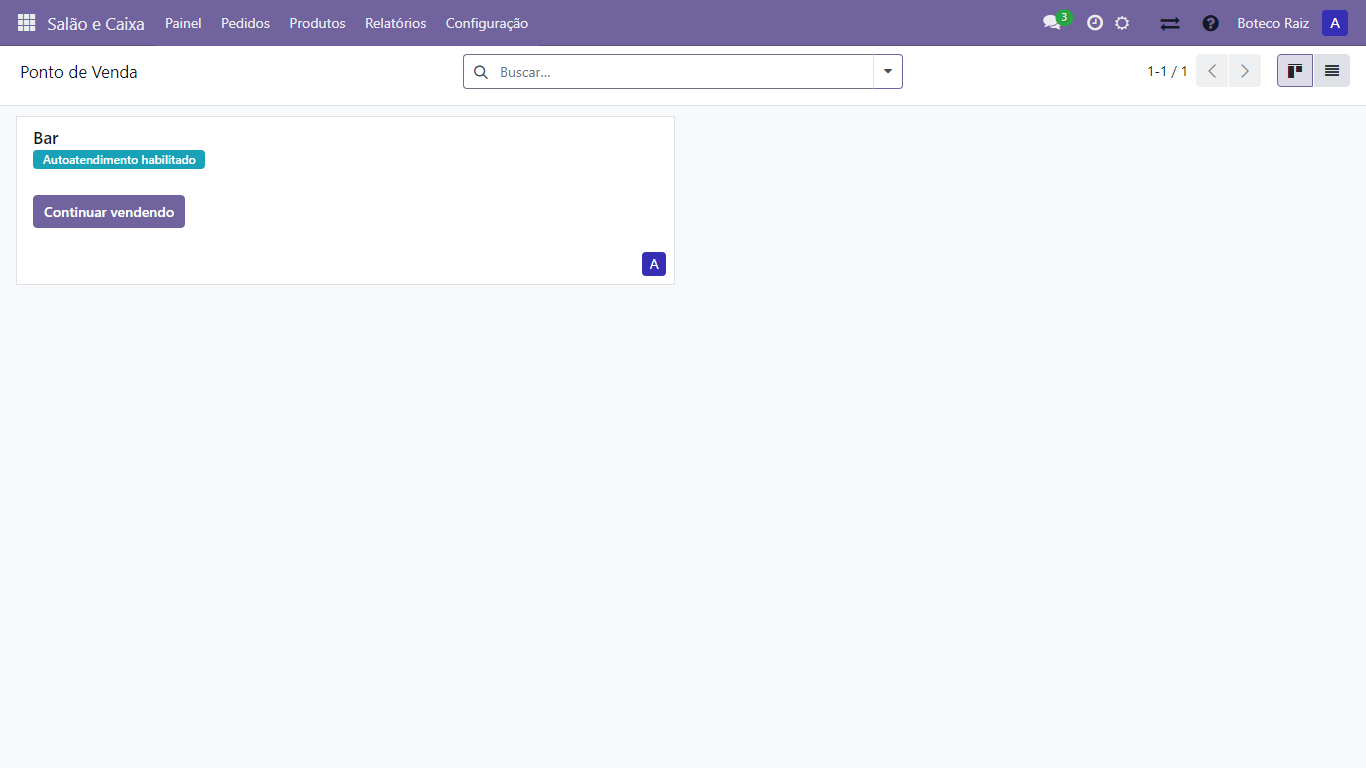 Salão e Caixa Painel Pedidos Produtos Relatórios Configuração 3 Boteco Raiz A
Ponto de Venda Buscar... 1-1 / 1
Bar
Autoatendimento habilitado
Continuar vendendo
A